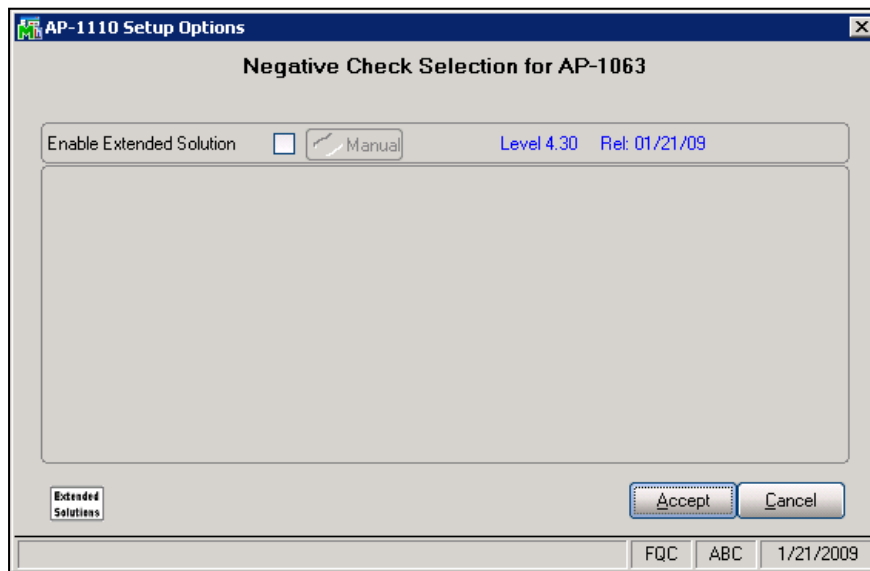 AP-1110 Setup Options
Negative Check Selection for AP-1063
Enable Extended Solution Manual Level 4.30 Rel: 01/21/09
Extended
Solutions
Accept Cancel
FQC ABC 1/21/2009